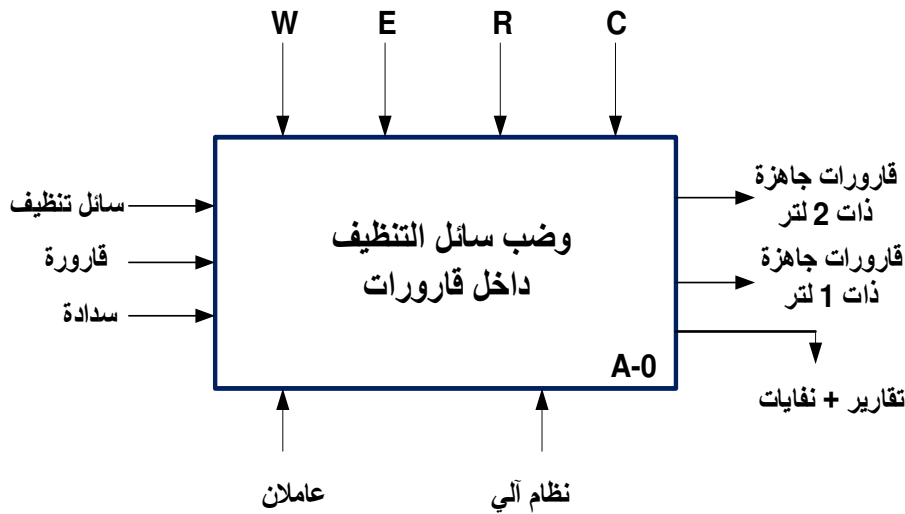 W
E
R
C
سائل تنظيف
قارورة
سدادة
وضب سائل التنظيف
داخل قارورات
A-0
قارورات جاهزة
ذات 2 لتر
قارورات جاهزة
ذات 1 لتر
تقارير + نفايات
عاملان
نظام آلي